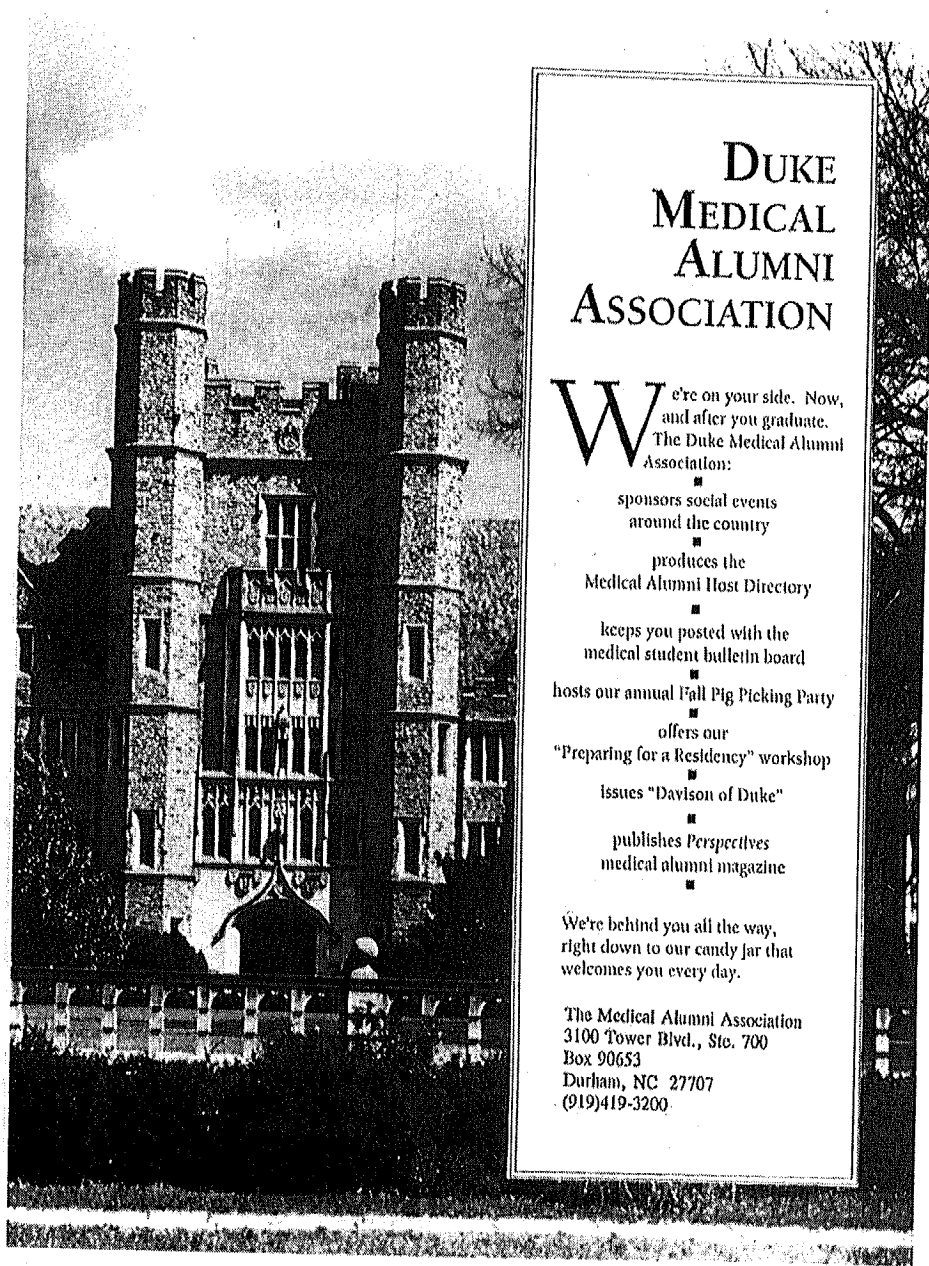 DUKE
MEDICAL
ALUMNI
ASSOCIATION
We're on your side. Now,
and after you graduate.
The Duke Medical Alumni
Association:
sponsors social events
around the country
produces the
Medical Alumni Host Directory
keeps you posted with the
medical student bulletin board
hosts our annual Fall Pig Picking Party
offers our
"Preparing for a Residency" workshop
issues "Davison of Duke"
publishes Perspectives
medical alumni magazine
We're behind you all the way,
right down to our candy jar that
welcomes you every day.
The Medical Alumni Association
3100 Tower Blvd., Ste. 700
Box 90653
Durham, NC 27707
(919)419-3200